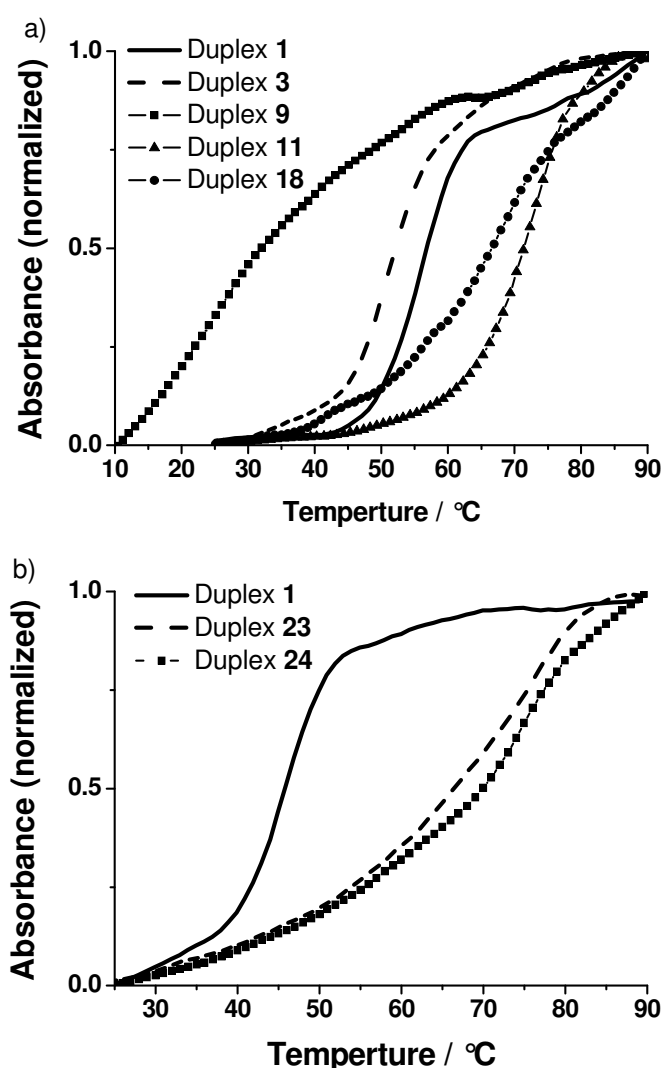 a)
Absorbance (normalized)
1.0
0.5
0.0
Duplex 1
Duplex 3
Duplex 9
Duplex 11
Duplex 18
10 20 30 40 50 60 70 80 90
Temperture / °C
b)
Absorbance (normalized)
1.0
0.5
0.0
Duplex 1
Duplex 23
Duplex 24
30 40 50 60 70 80 90
Temperture / °C